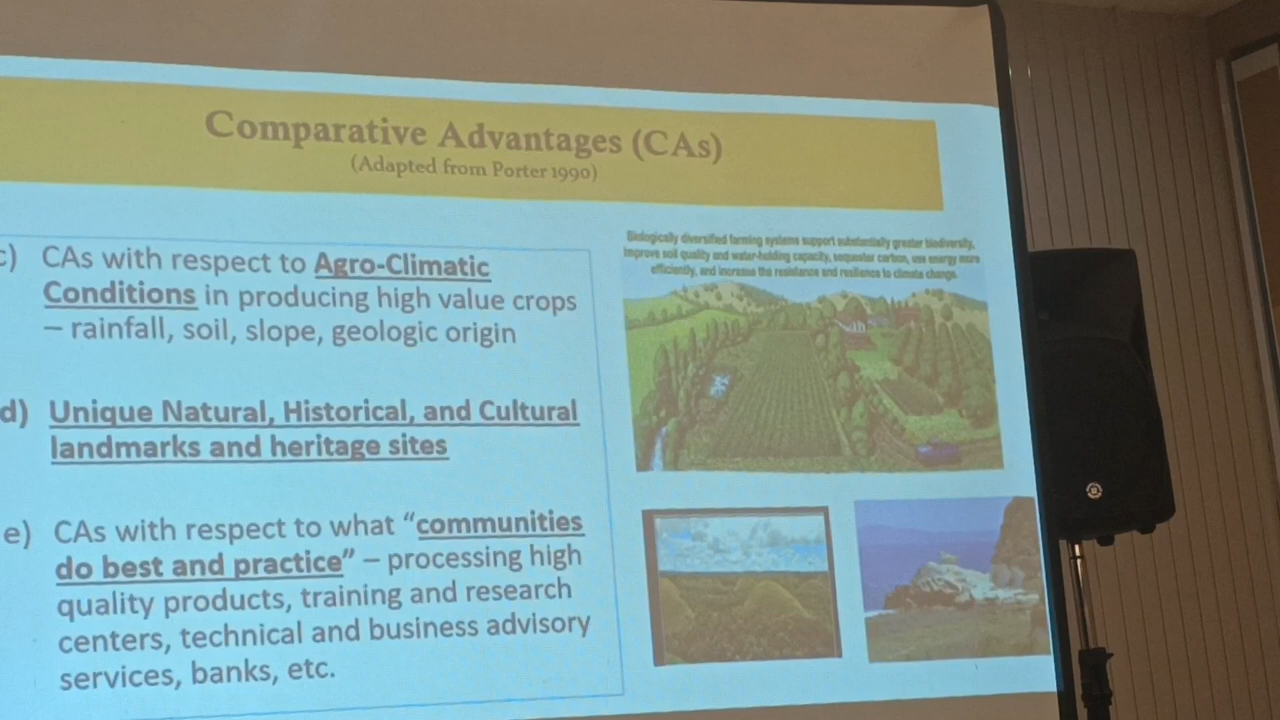 Comparative Advantages (CAs)
(Adapted from Porter 1990)
c) CAs with respect to Agro-Climatic
Conditions in producing high value crops
– rainfall, soil, slope, geologic origin
d) Unique Natural, Historical, and Cultural
landmarks and heritage sites
e) CAs with respect to what “communities
do best and practice” – processing high
quality products, training and research
centers, technical and business advisory
services, banks, etc.
Biologically diversified farming systems support substantially greater biodiversity,
improve soil quality and water-holding capacity, sequester carbon, use energy more
efficiently, and increase the resistance and resilience to climate change.